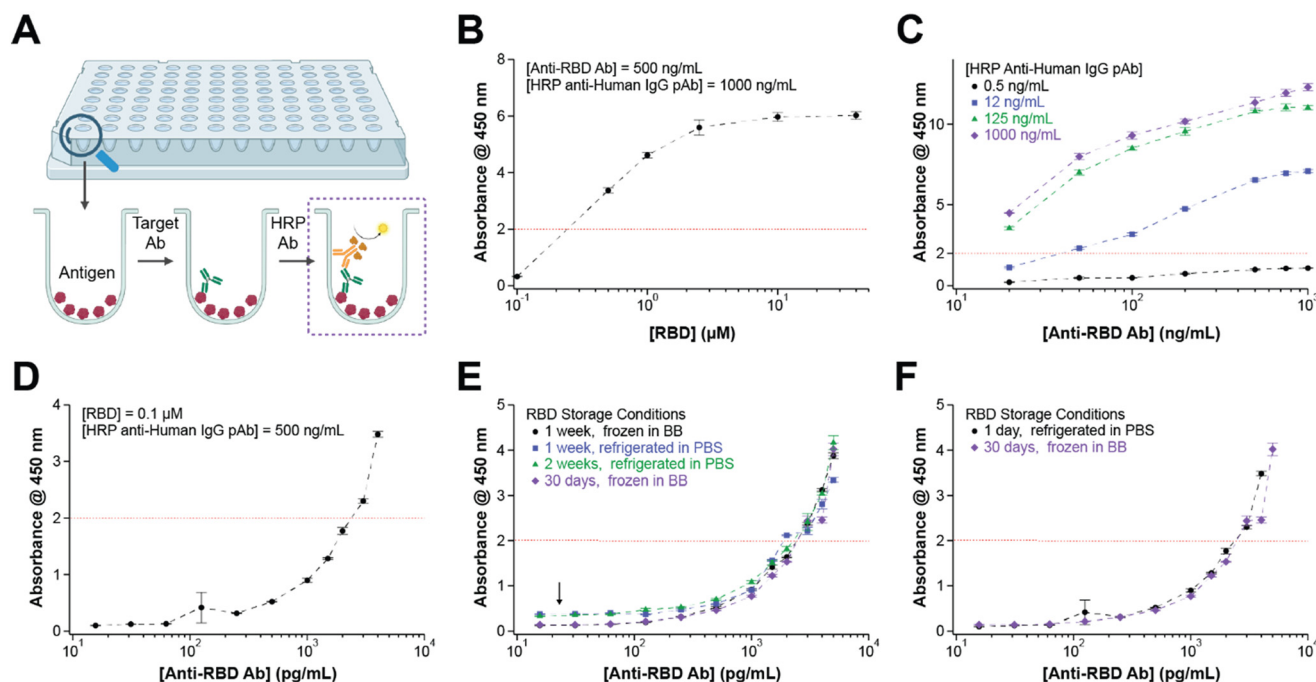 A
Antigen
Target
Ab
HRP
Ab
B
[Anti-RBD Ab] = 500 ng/mL
[HRP anti-Human IgG pAb] = 1000 ng/mL
Absorbance @ 450 nm
8
6
4
2
0
10-1
100
101
[RBD] (μM)
C
[HRP Anti-Human IgG pAb]
0.5 ng/mL
12 ng/mL
125 ng/mL
1000 ng/mL
Absorbance @ 450 nm
10
5
2
0
101
102
103
[Anti-RBD Ab] (ng/mL)
D
[RBD] = 0.1 μM
[HRP anti-Human IgG pAb] = 500 ng/mL
Absorbance @ 450 nm
4
3
2
1
0
101
102
103
104
[Anti-RBD Ab] (pg/mL)
E
RBD Storage Conditions
1 week, frozen in BB
1 week, refrigerated in PBS
2 weeks, refrigerated in PBS
30 days, frozen in BB
Absorbance @ 450 nm
5
4
3
2
1
0
101
102
103
104
[Anti-RBD Ab] (pg/mL)
F
RBD Storage Conditions
1 day, refrigerated in PBS
30 days, frozen in BB
Absorbance @ 450 nm
5
4
3
2
1
0
101
102
103
104
[Anti-RBD Ab] (pg/mL)